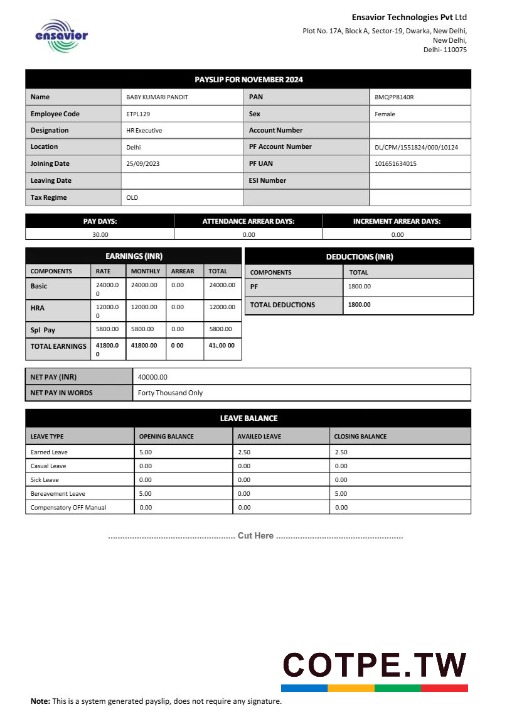 ensavior
Ensavior Technologies Pvt Ltd
Plot No. 17A, Block A, Sector-19, Dwarka, New Delhi,
New Delhi,
Delhi- 110075
PAYSLIP FOR NOVEMBER 2024
Name BABY KUMARI PANDIT PAN BMQPP8140R
Employee Code ETPL129 Sex Female
Designation HR Executive Account Number
Location Delhi PF Account Number DL/CPM/1551824/000/10124
Joining Date 25/09/2023 PF UAN 101651634015
Leaving Date ESI Number
Tax Regime OLD
PAY DAYS: ATTENDANCE ARREAR DAYS: INCREMENT ARREAR DAYS:
30.00 0.00 0.00
EARNINGS (INR) DEDUCTIONS (INR)
COMPONENTS RATE MONTHLY ARREAR TOTAL COMPONENTS TOTAL
Basic 24000.0 24000.00 0.00 24000.00 PF 1800.00
0
HRA 12000.0 12000.00 0.00 12000.00 TOTAL DEDUCTIONS 1800.00
0
Spl Pay 5800.00 5800.00 0.00 5800.00
TOTAL EARNINGS 41800.0 41800.00 0 00
0
NET PAY (INR) 40000.00
NET PAY IN WORDS Forty Thousand Only
LEAVE BALANCE
LEAVE TYPE OPENING BALANCE AVAILED LEAVE CLOSING BALANCE
Earned Leave 5.00 2.50 2.50
Casual Leave 0.00 0.00 0.00
Sick Leave 0.00 0.00 0.00
Bereavement Leave 5.00 0.00 5.00
Compensatory OFF Manual 0.00 0.00 0.00
Cut Here
COTPE.TW
Note: This is a system generated payslip, does not require any signature.